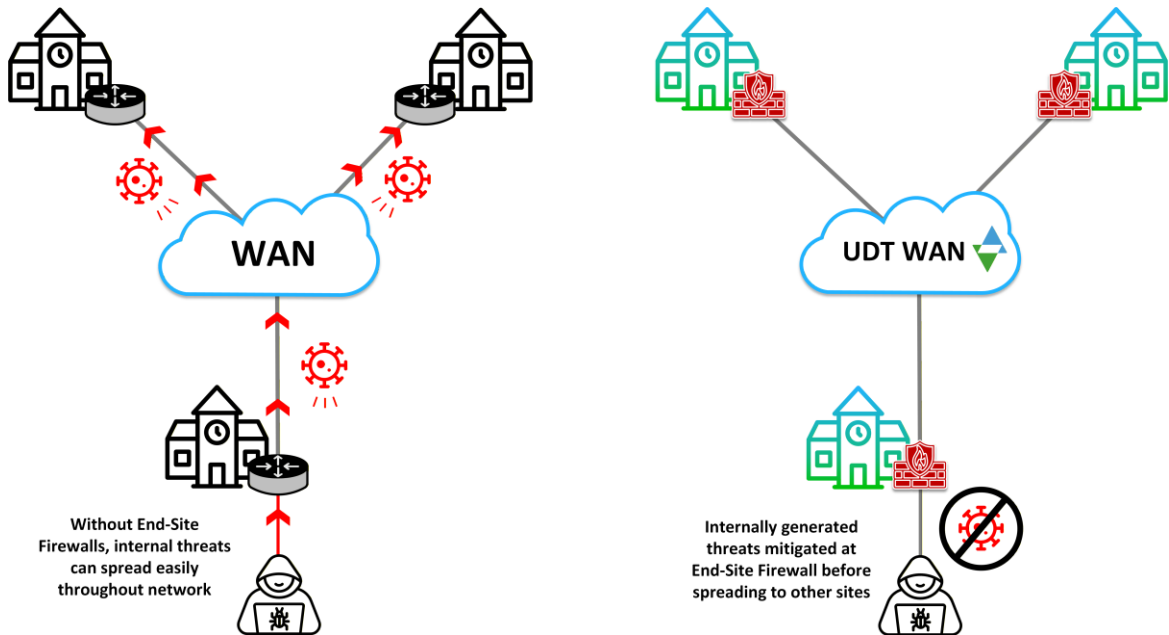 WAN
Without End-Site
Firewalls, internal threats
can spread easily
throughout network
UDT WAN
Internally generated
threats mitigated at
End-Site Firewall before
spreading to other sites